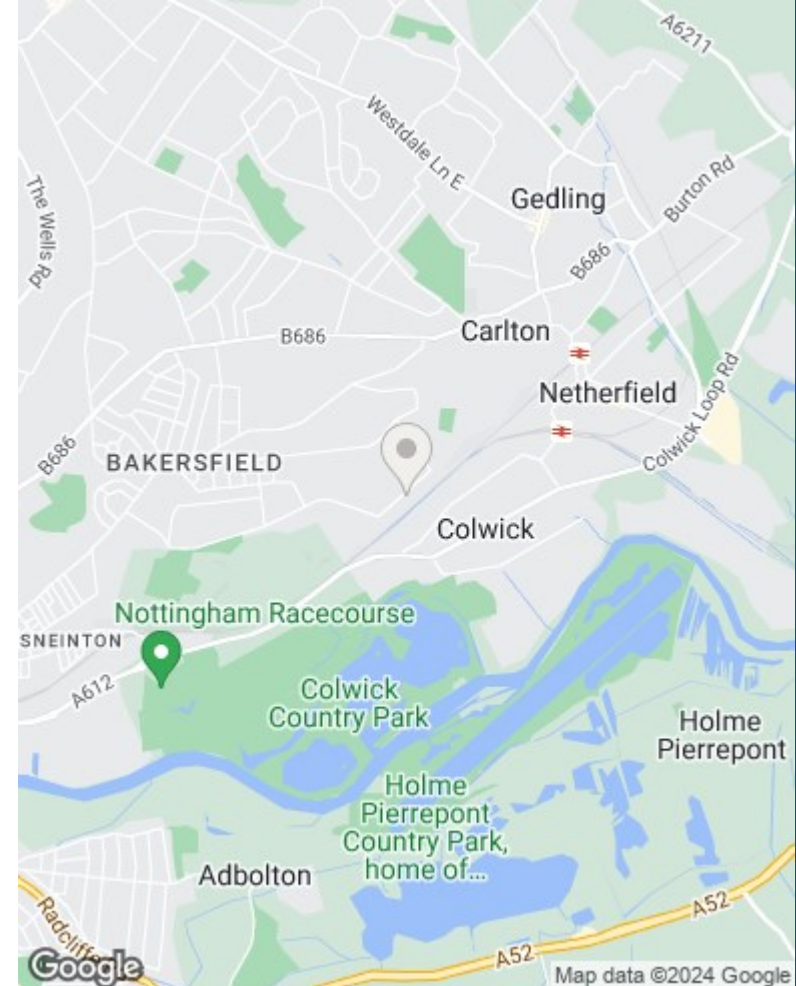 A6211
Westdale Ln E
Gedling
Burton Rd
The Wells Rd
B686
B686
Carlton
Netherfield
Colwick Loop Rd
B686
BAKERSFIELD
Colwick
Nottingham Racecourse
SNEINTON
A612
Colwick
Country Park
Holme
Pierrepont
Holme
Pierrepont
Country Park,
home of...
Adbolton
A52
Radcliffe
A52
Google
Map data ©2024 Google